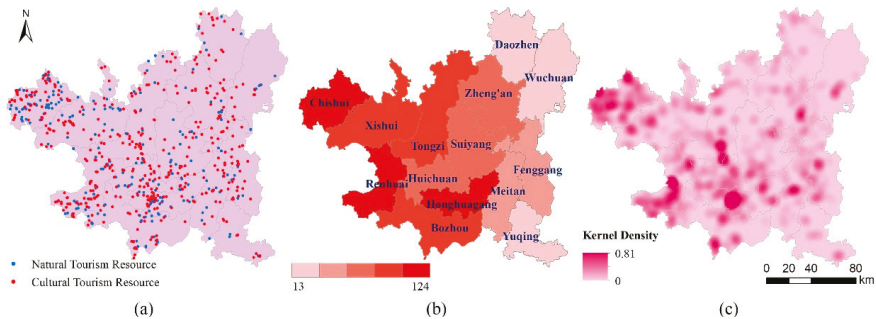 N
Daozhen
Wuchuan
Zheng'an
Chishui
Xishui
Tongzi
Suiyang
Fenggang
Renhuai
Huichuan
Meitan
Honghuagang
Bozhou
Yuqing
Natural Tourism Resource
Cultural Tourism Resource
13
124
Kernel Density
0.81
0
0 20 40 60 80
km
(a)
(b)
(c)